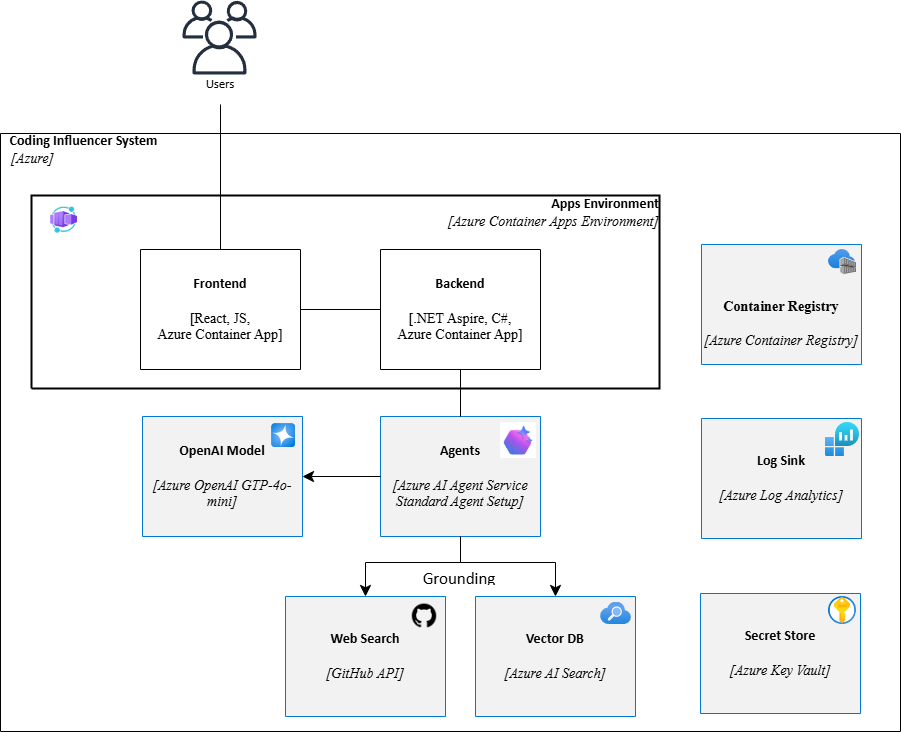 Users
Coding Influencer System
[Azure]
Apps Environment
[Azure Container Apps Environment]
Frontend
[React, JS,
Azure Container App]
Backend
[.NET Aspire, C#,
Azure Container App]
Container Registry
[Azure Container Registry]
OpenAI Model
[Azure OpenAI GTP-4o-
mini]
Agents
[Azure AI Agent Service
Standard Agent Setup]
Log Sink
[Azure Log Analytics]
Grounding
Web Search
[GitHub API]
Vector DB
[Azure AI Search]
Secret Store
[Azure Key Vault]